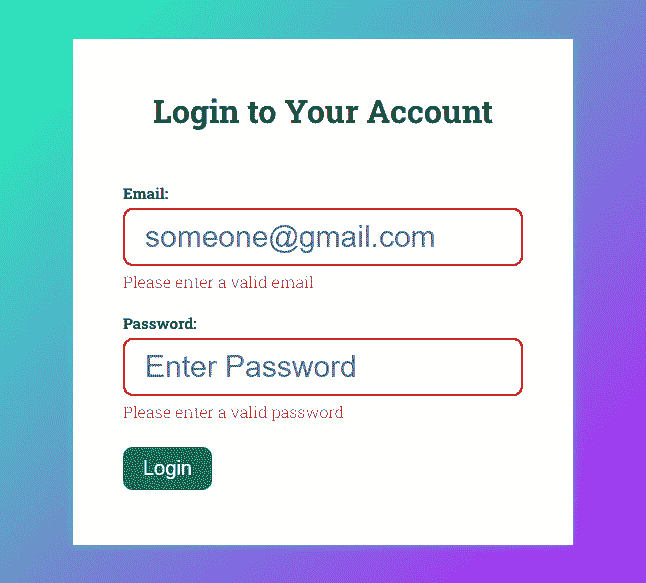 Login to Your Account
Email:
someone@gmail.com
Please enter a valid email
Password:
Enter Password
Please enter a valid password
Login